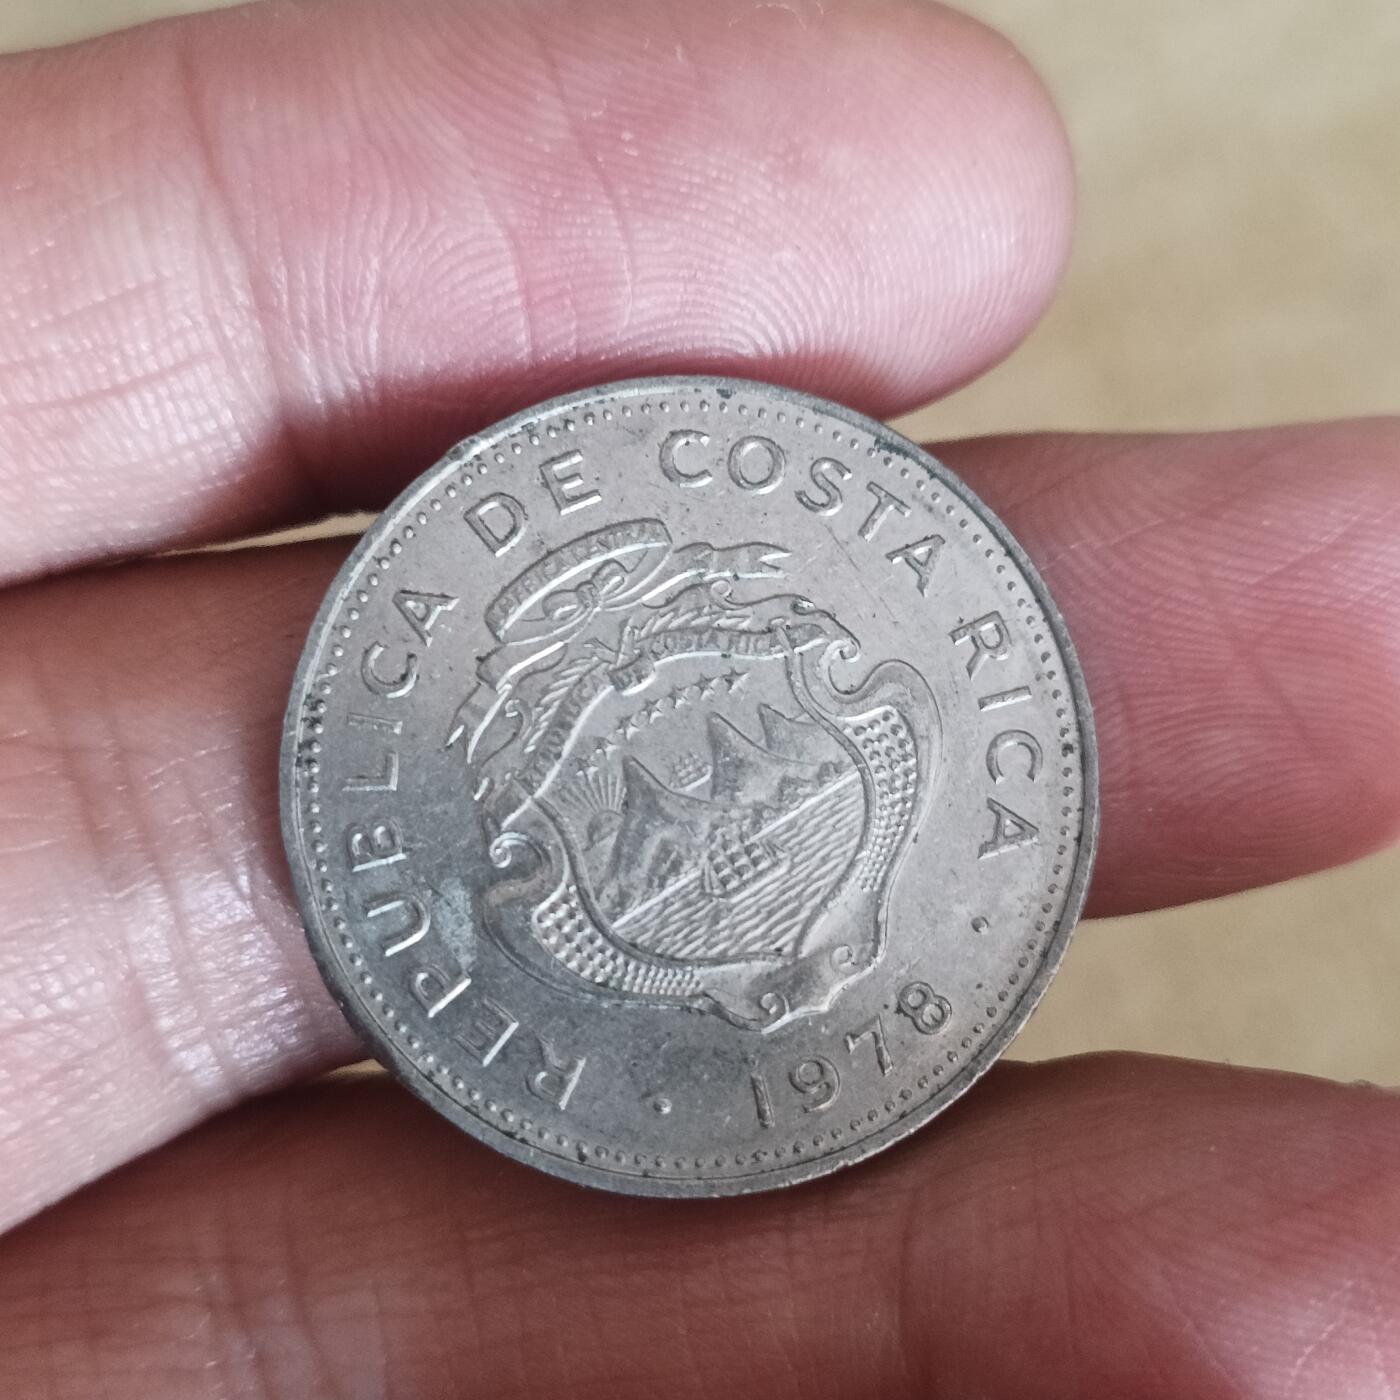 REPUBLICA DE COSTA RICA
AMERICA CENTRAL
REPUBLICA DE COSTA RICA
· 1978 ·